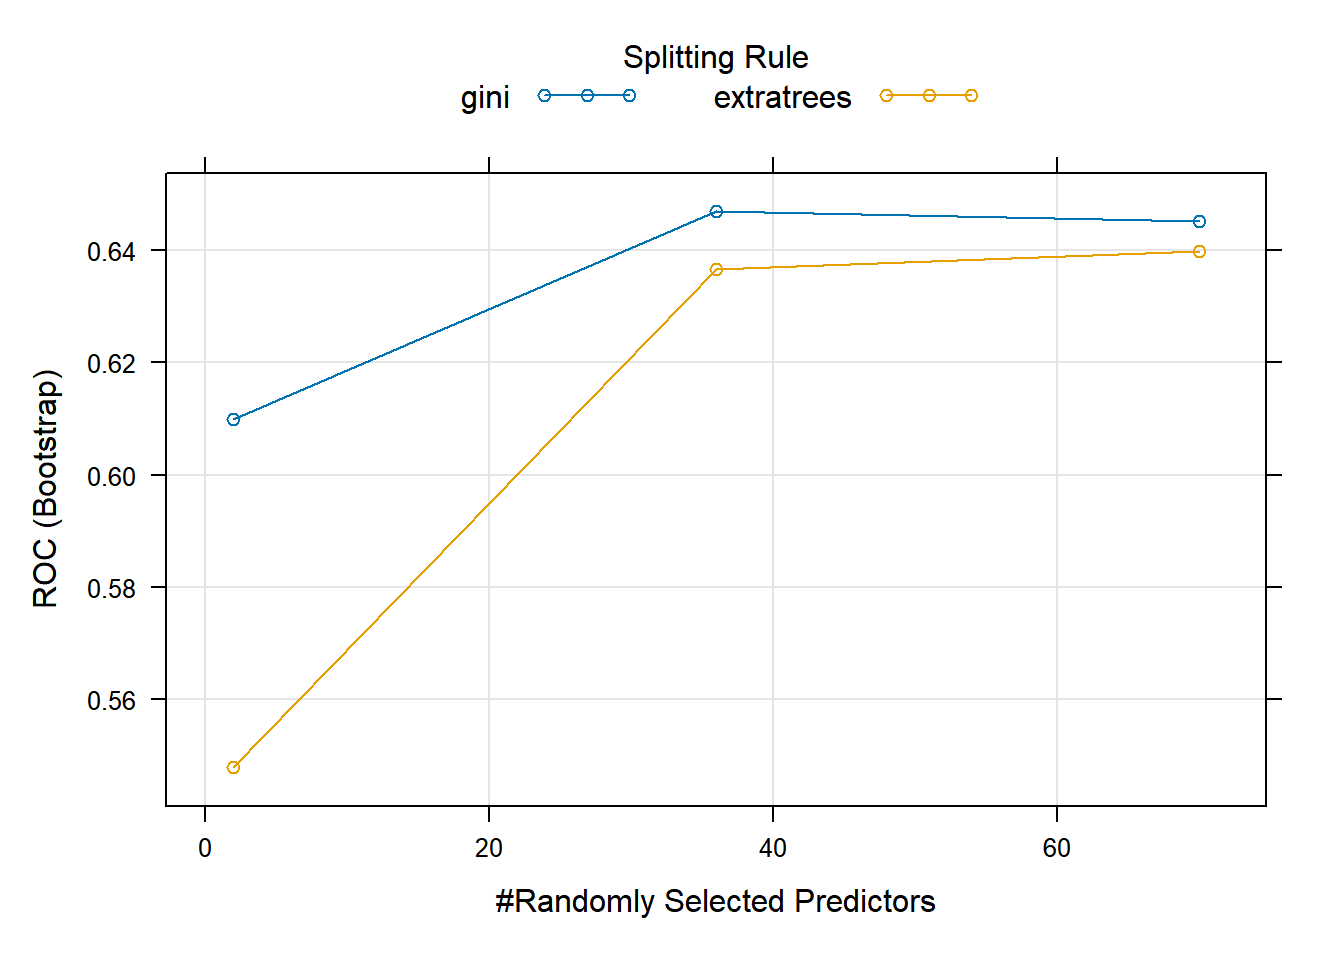 Splitting Rule
gini extratrees
0.64
0.62
0.60
0.58
0.56
ROC (Bootstrap)
0 20 40 60
#Randomly Selected Predictors